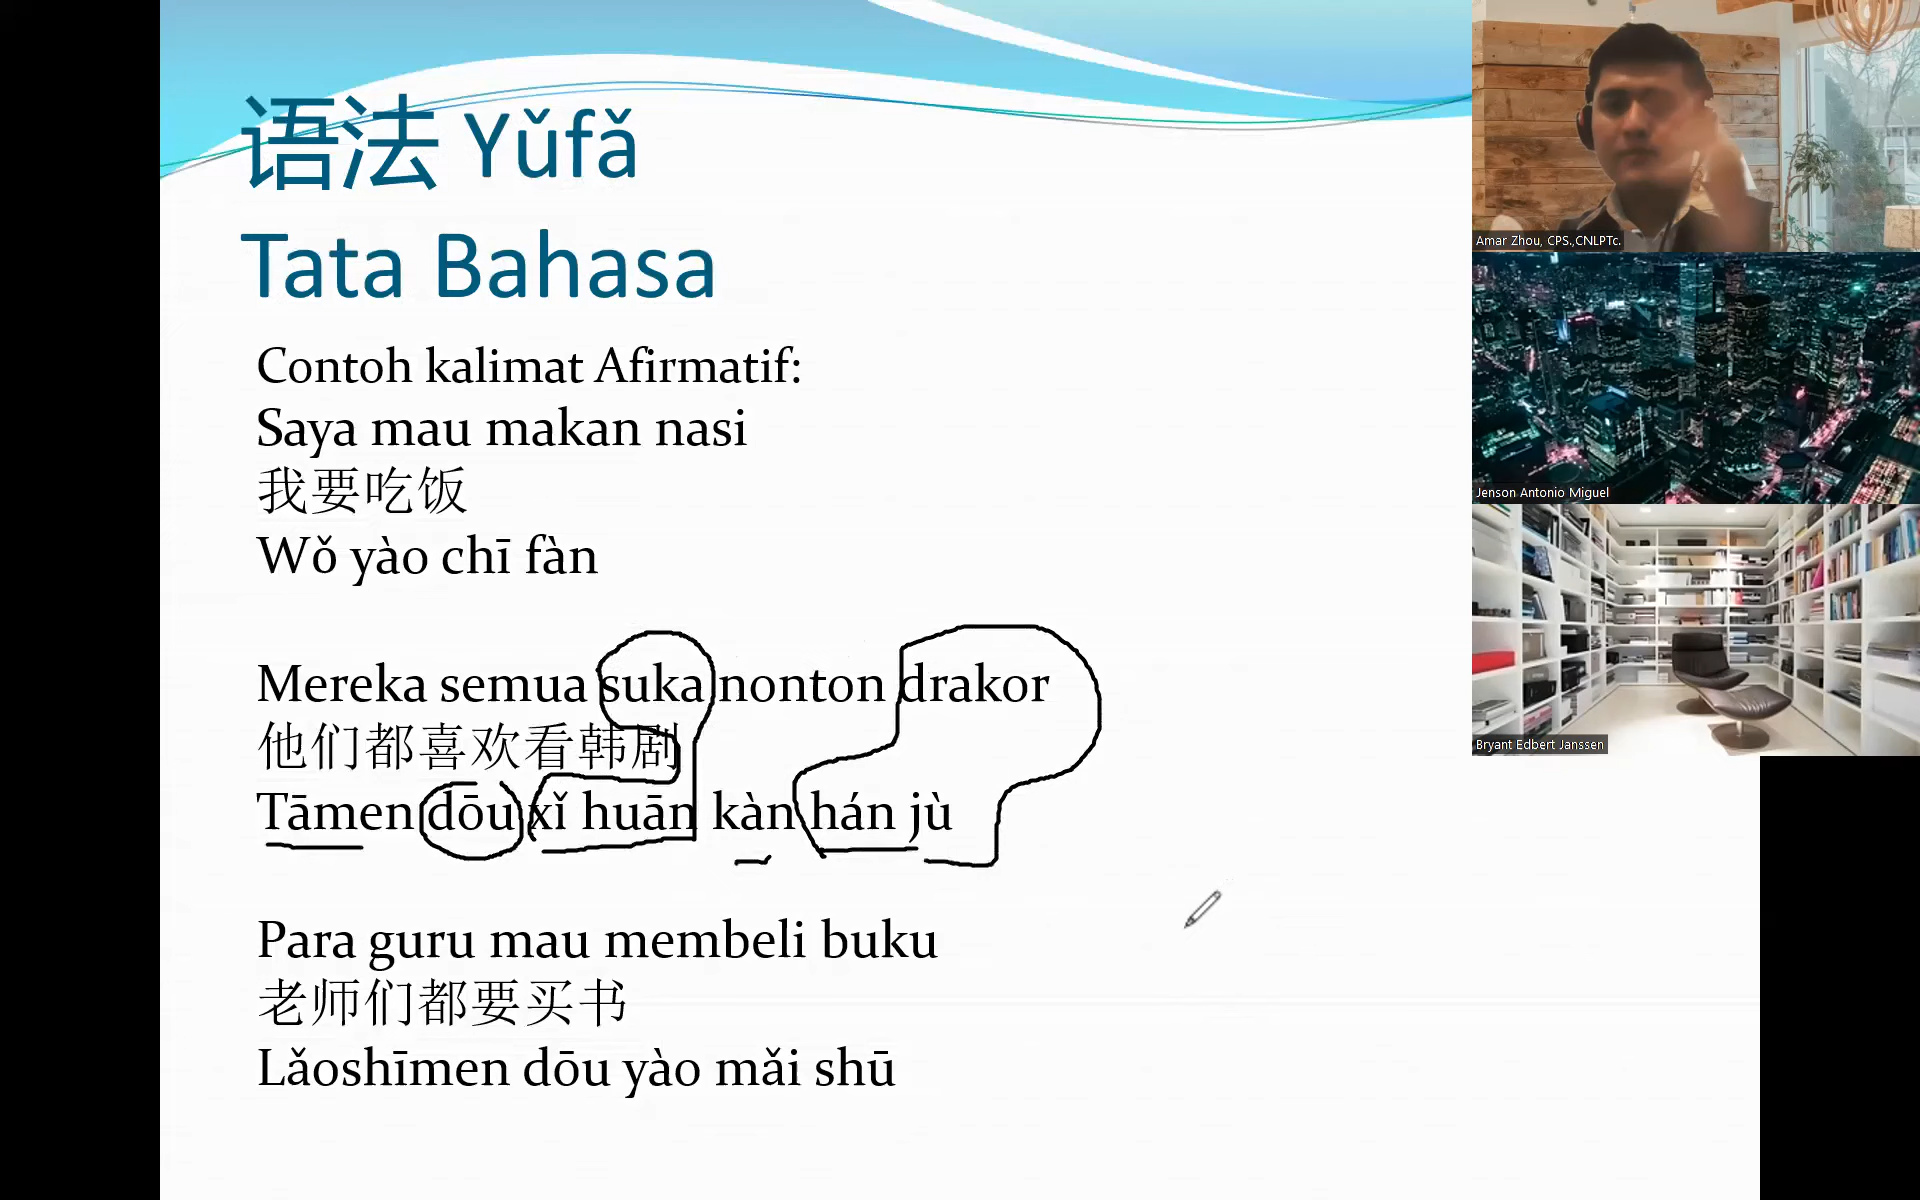 语法 Yǔfǎ
Tata Bahasa
Contoh kalimat Afirmatif:
Saya mau makan nasi
我要吃饭
Wǒ yào chī fàn
Mereka semua suka nonton drakor
他们都喜欢看韩剧
Tāmen dōu xǐ huān kàn hán jù
Para guru mau membeli buku
老师们都要买书
Lǎoshīmen dōu yào mǎi shū
Amar Zhou, CPS.,CNLPTc.
Jenson Antonio Miguel
Bryant Edbert Janssen